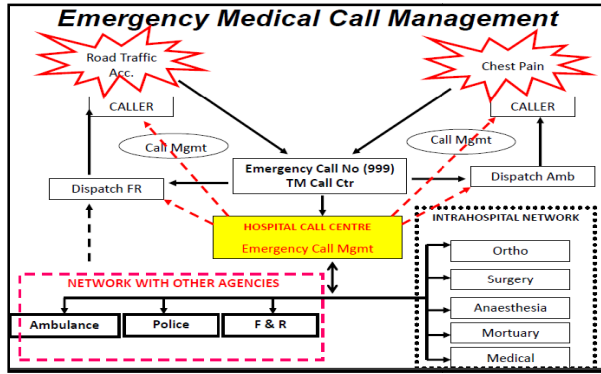 Emergency Medical Call Management
Road Traffic
Acc.
Chest Pain
CALLER
CALLER
Call Mgmt
Call Mgmt
Emergency Call No (999)
TM Call Ctr
Dispatch FR
Dispatch Amb
HOSPITAL CALL CENTRE
Emergency Call Mgmt
INTRAHOSPITAL NETWORK
Ortho
Surgery
Anaesthesia
Mortuary
Medical
NETWORK WITH OTHER AGENCIES
Ambulance
Police
F & R